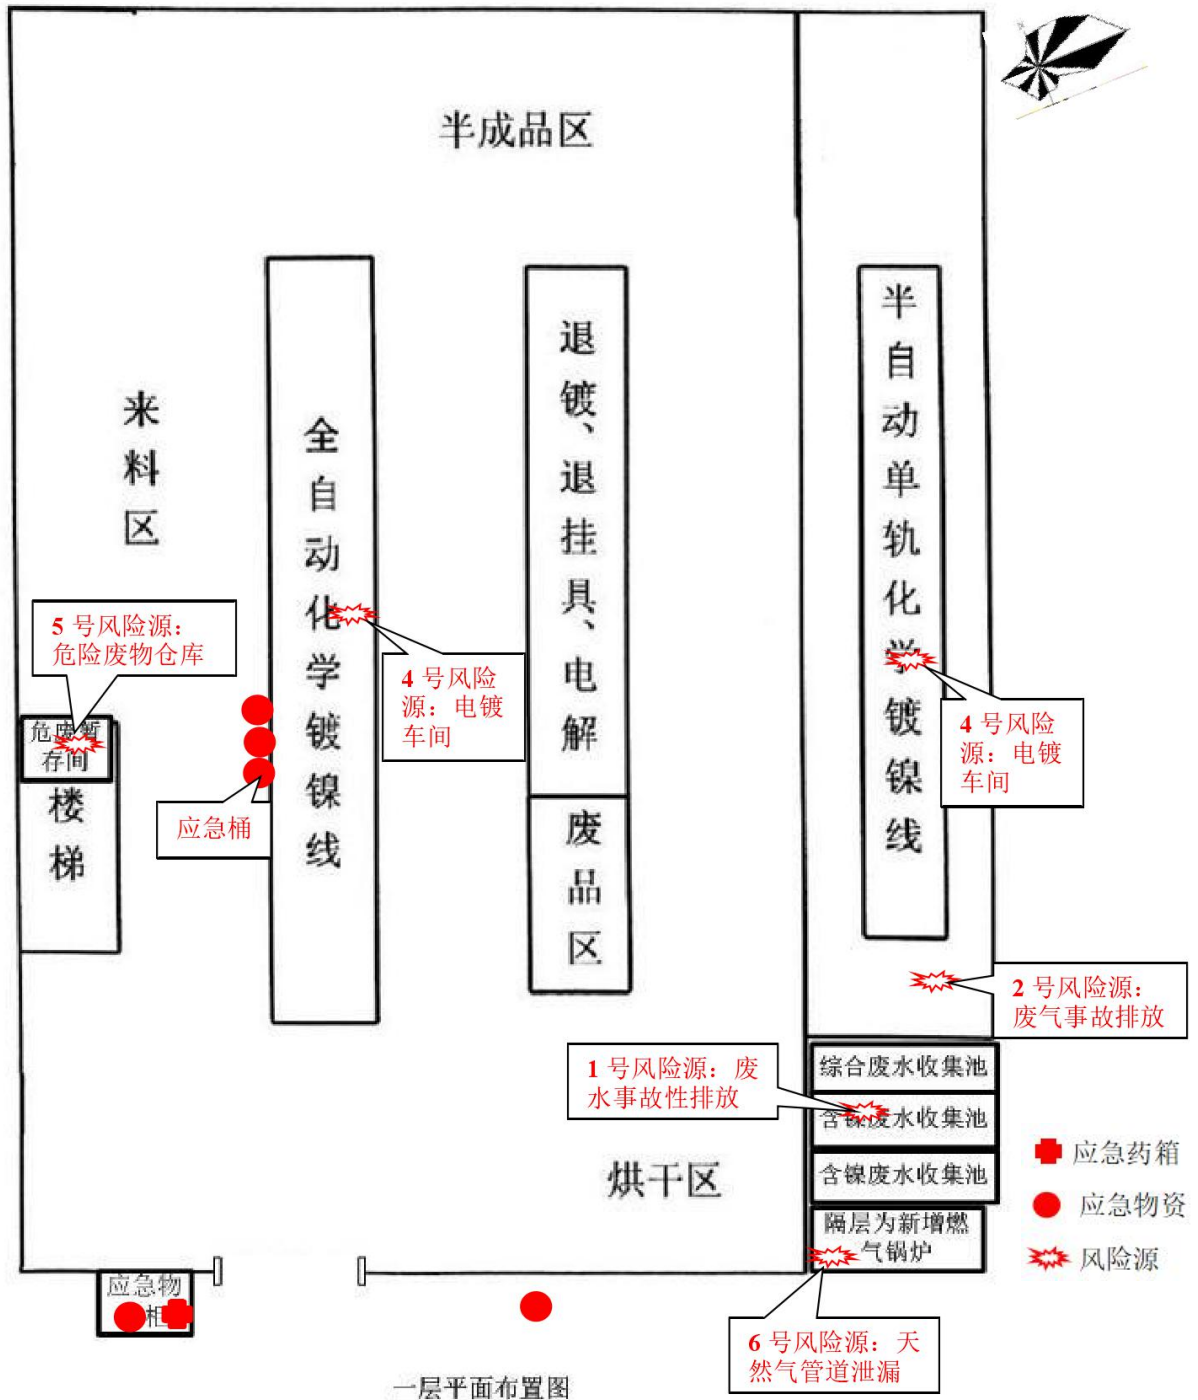 半成品区
来料区
全自动化学镀镍线
退镀、退挂具、电解
半自动单轨化学镀镍线
5 号风险源：
危险废物仓库
4 号风险
源：电镀
车间
4 号风险
源：电镀
车间
危废暂
存间
楼梯
应急桶
废品区
2 号风险源：
废气事故排放
1 号风险源：废
水事故性排放
综合废水收集池
含镍废水收集池
含镍废水收集池
烘干区
隔层为新增燃
气锅炉
应急药箱
应急物资
风险源
应急物
柜
6 号风险源：天
然气管道泄漏
一层平面布置图